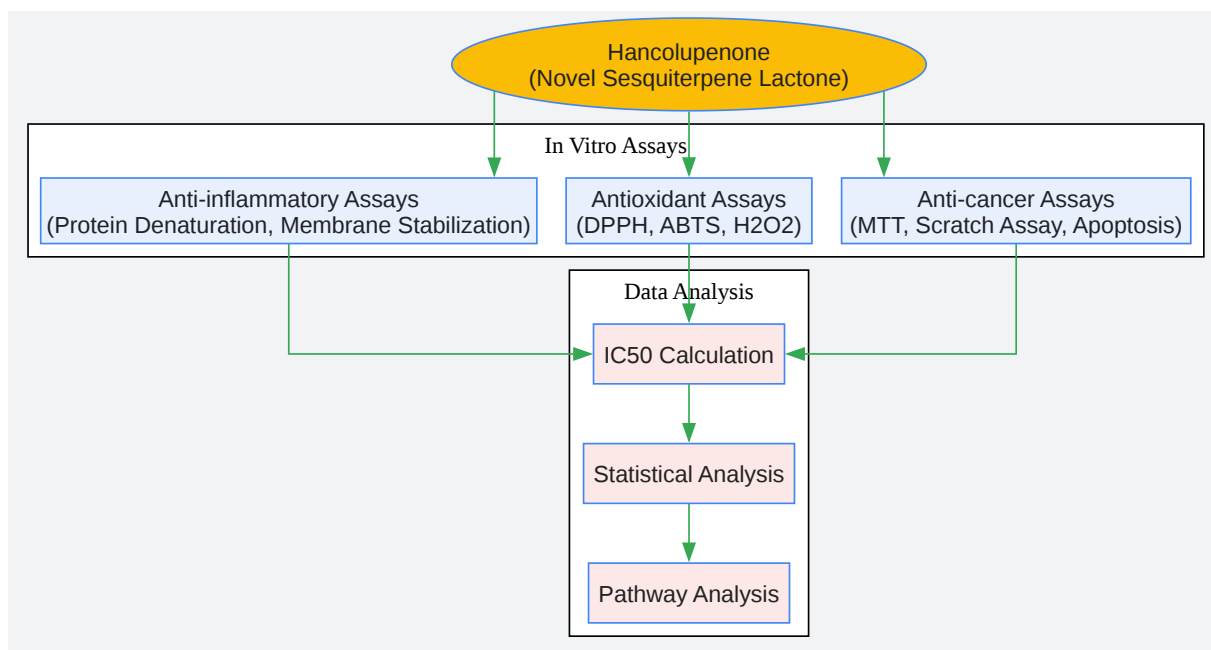 Hancolupenone
(Novel Sesquiterpene Lactone)
In Vitro Assays
Anti-inflammatory Assays
(Protein Denaturation, Membrane Stabilization)
Antioxidant Assays
(DPPH, ABTS, H2O2)
Anti-cancer Assays
(MTT, Scratch Assay, Apoptosis)
Data Analysis
IC50 Calculation
Statistical Analysis
Pathway Analysis